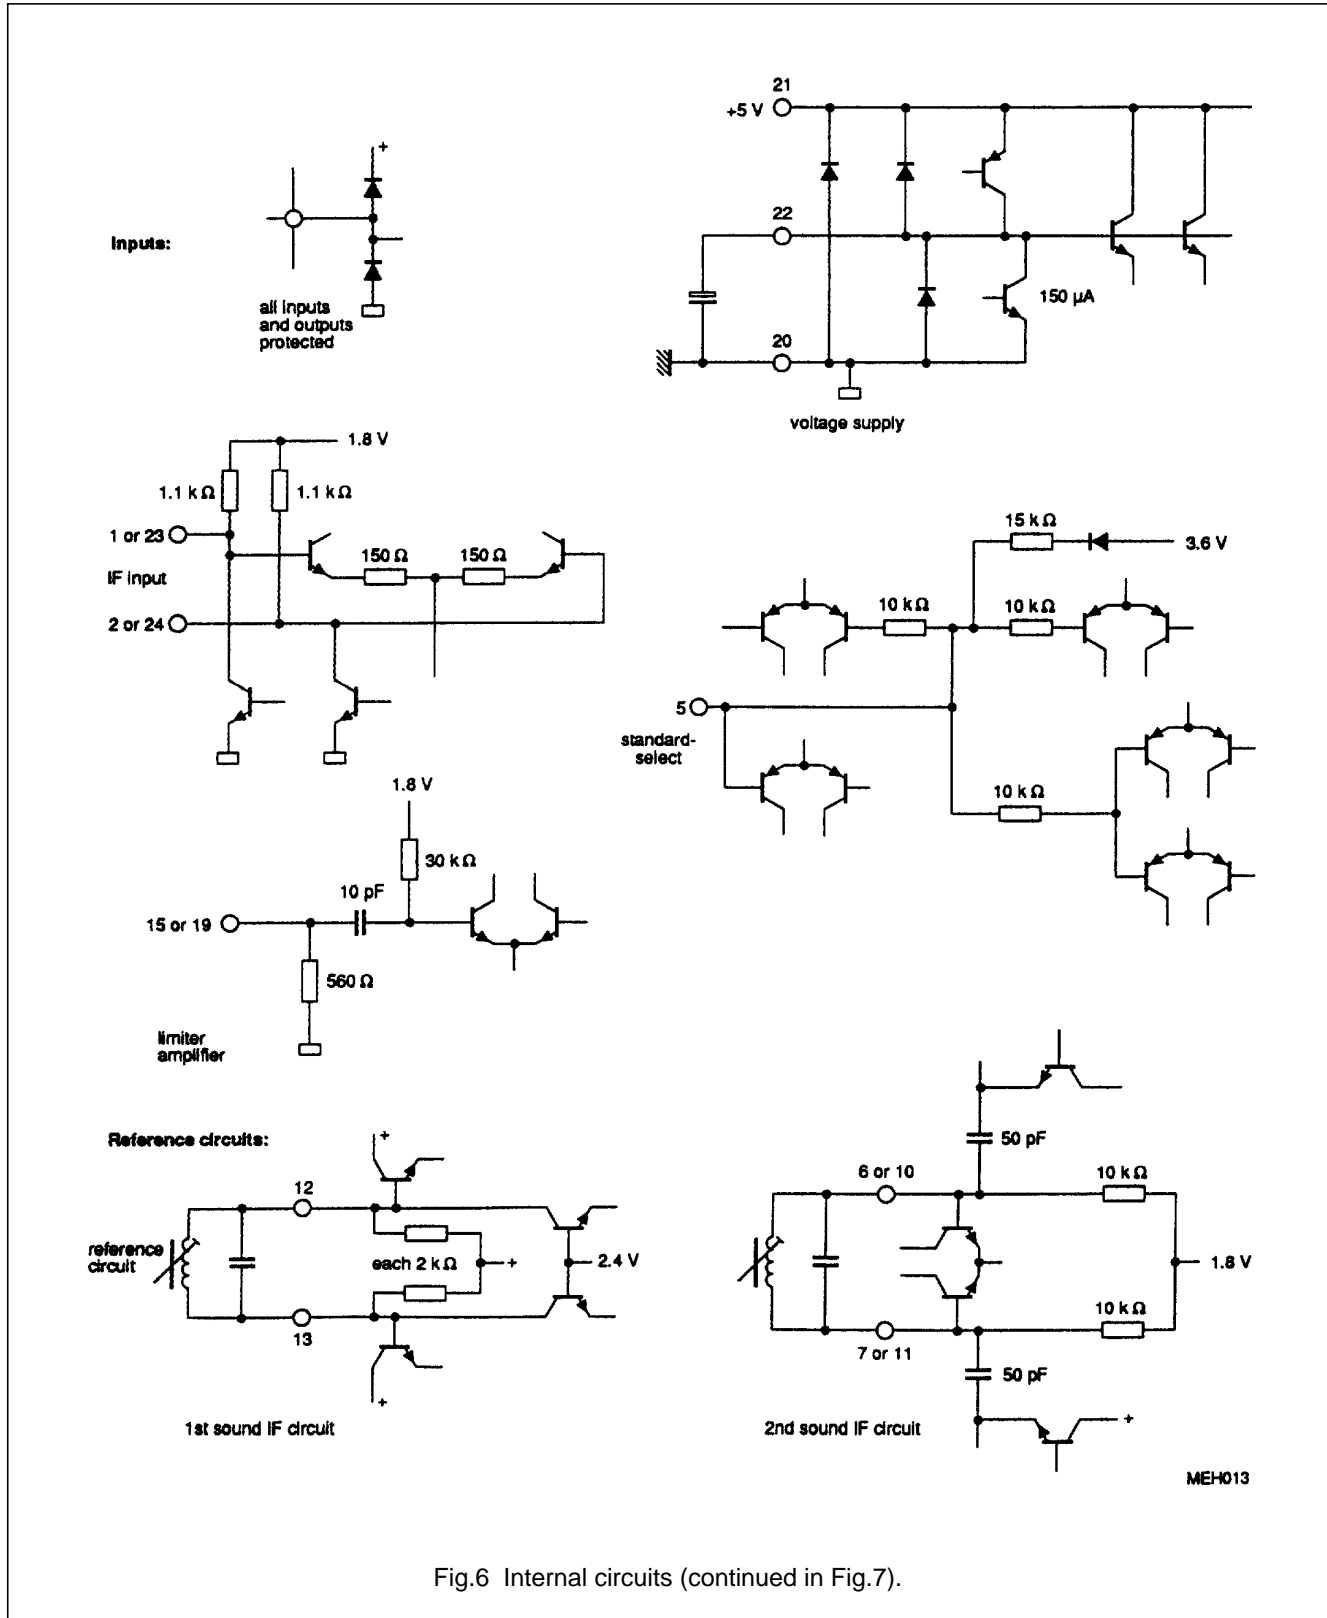 21
+5 V
+
22
Inputs:
150 µA
all inputs
and outputs
protected
20
voltage supply
1.8 V
1.1 kΩ
1.1 kΩ
1 or 23
150 Ω
150 Ω
IF input
2 or 24
15 kΩ
3.6 V
10 kΩ
10 kΩ
5
standard-
select
10 kΩ
1.8 V
30 kΩ
10 pF
15 or 19
560 Ω
limiter
amplifier
Reference circuits:
+
12
reference
circuit
each 2 kΩ
+
2.4 V
13
+
1st sound IF circuit
50 pF
6 or 10
10 kΩ
1.8 V
10 kΩ
7 or 11
50 pF
+
2nd sound IF circuit
MEH013
Fig.6 Internal circuits (continued in Fig.7).